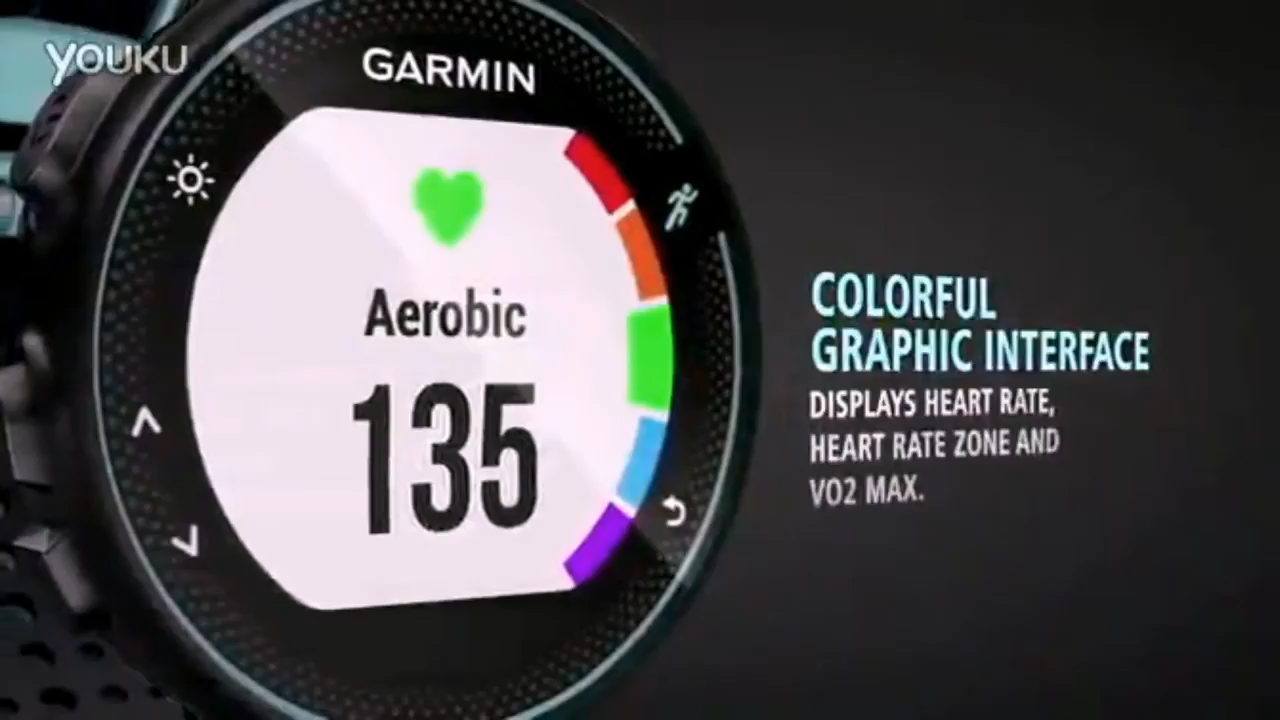 YOUKU
GARMIN
Aerobic
135
COLORFUL
GRAPHIC INTERFACE
DISPLAYS HEART RATE,
HEART RATE ZONE AND
VO2 MAX.